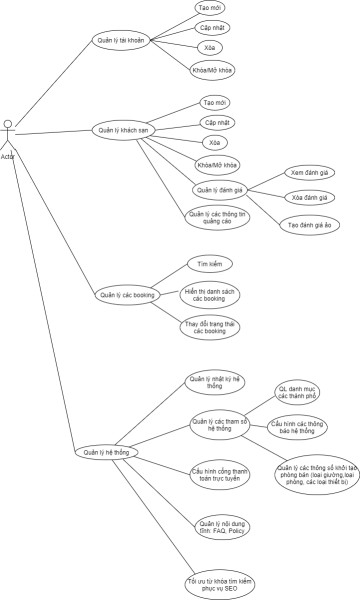 Tạo mới
Cập nhật
Quản lý tài khoản
Xóa
Khóa/Mở khóa
Tạo mới
Cập nhật
Quản lý khách sạn
Xóa
Actor
Khóa/Mở khóa
Xem đánh giá
Quản lý đánh giá
Xóa đánh giá
Quản lý các thông tin
quảng cáo
Tạo đánh giá ảo
Tìm kiếm
Quản lý các booking
Hiển thị danh sách
các booking
Thay đổi trạng thái
các booking
Quản lý nhật ký hệ
thống
QL danh mục
các thành phố
Quản lý các tham số
hệ thống
Cấu hình các thông
báo hệ thống
Quản lý hệ thống
Cấu hình cổng thanh
toán trực tuyến
Quản lý các thông số khởi tạo
phòng bán (loại giường,loại
phòng, các loại thiết bị)
Quản lý nội dung
tĩnh: FAQ, Policy
Tối ưu từ khóa tìm kiếm
phục vụ SEO